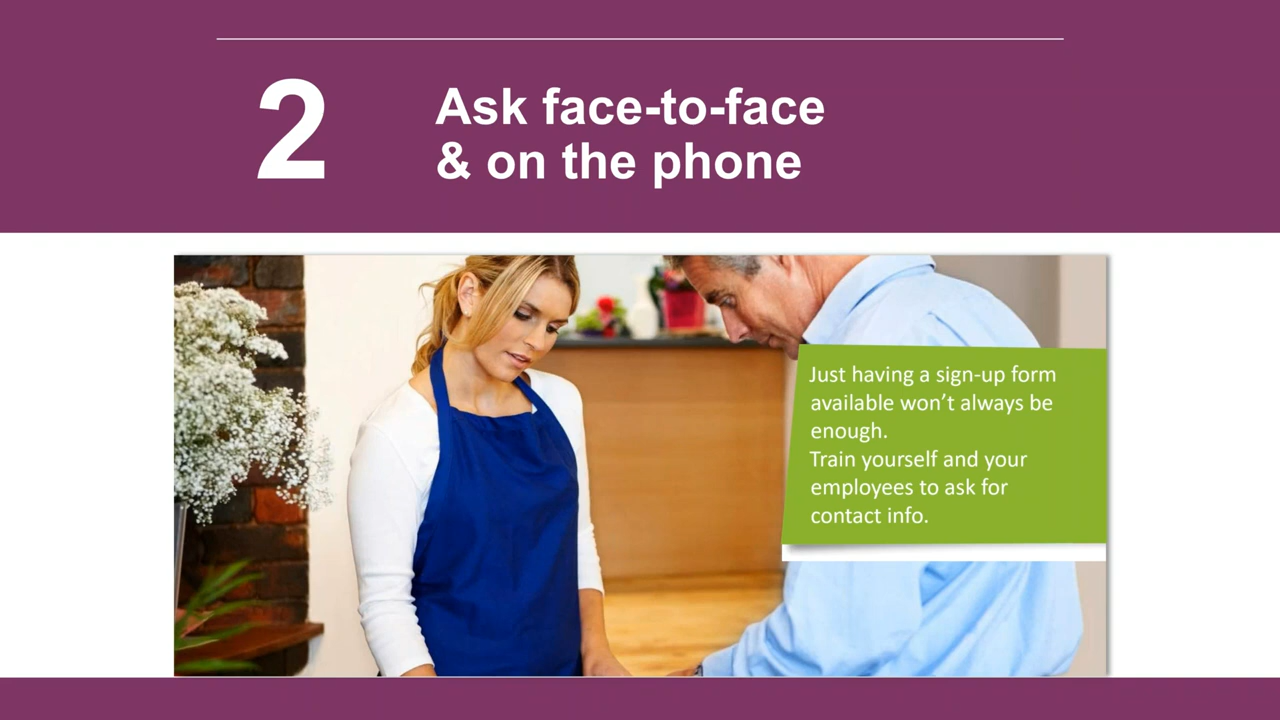 2
Ask face-to-face
& on the phone
Just having a sign-up form
available won’t always be
enough.
Train yourself and your
employees to ask for
contact info.